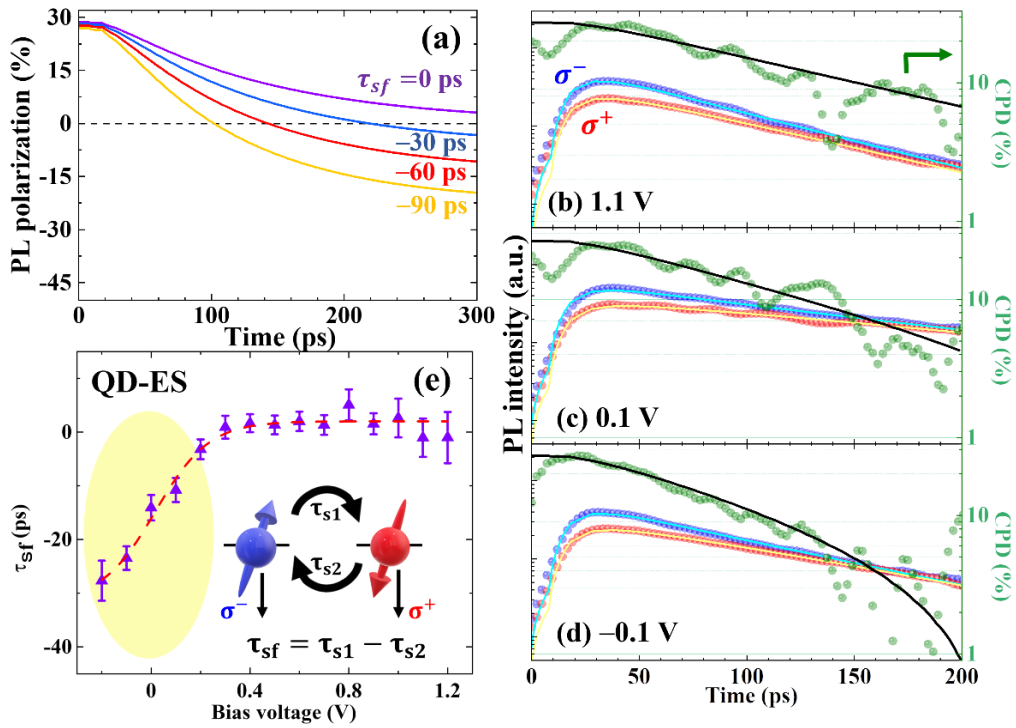 30
15
0
-15
-30
-45
PL polarization (%)
(a)
τsf =0 ps
−30 ps
−60 ps
−90 ps
0
100
200
300
Time (ps)
σ−
σ+
(b) 1.1 V
10
1
CPD (%)
(c) 0.1 V
10
1
CPD (%)
(d) −0.1 V
10
1
CPD (%)
PL intensity (a.u.)
0
50
100
150
200
Time (ps)
QD-ES
(e)
0
-20
-40
τsf (ps)
τs1
τs2
σ−
σ+
τsf = τs1 − τs2
0
0.4
0.8
1.2
Bias voltage (V)